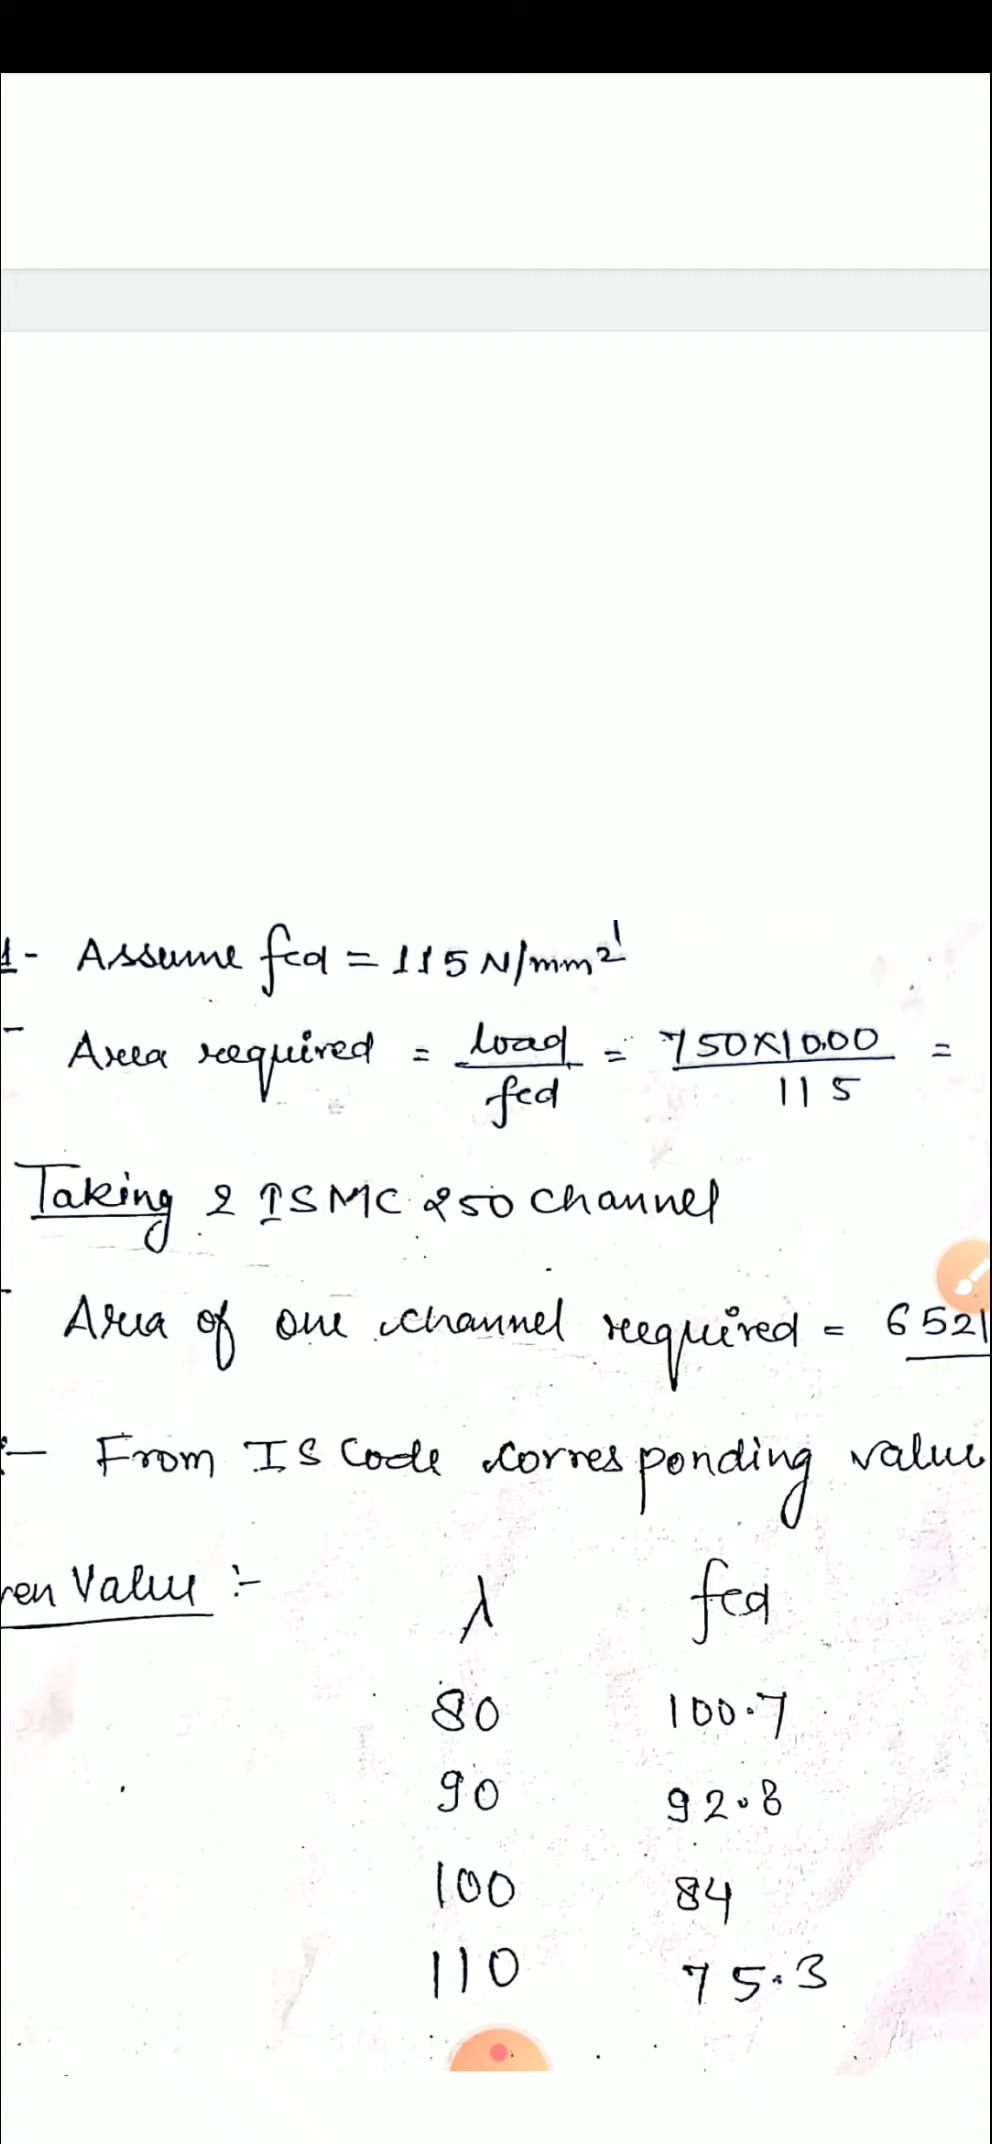 1- Assume fcd = 115 N/mm²
- Area required = load / fcd = 750×1000 / 115 =
Taking 2 ISMC 250 channel
- Area of one channel required = 6521
:- From IS Code corresponding value
ren Value :-
λ fcd
80 100.7
90 92.8
100 84
110 75.3